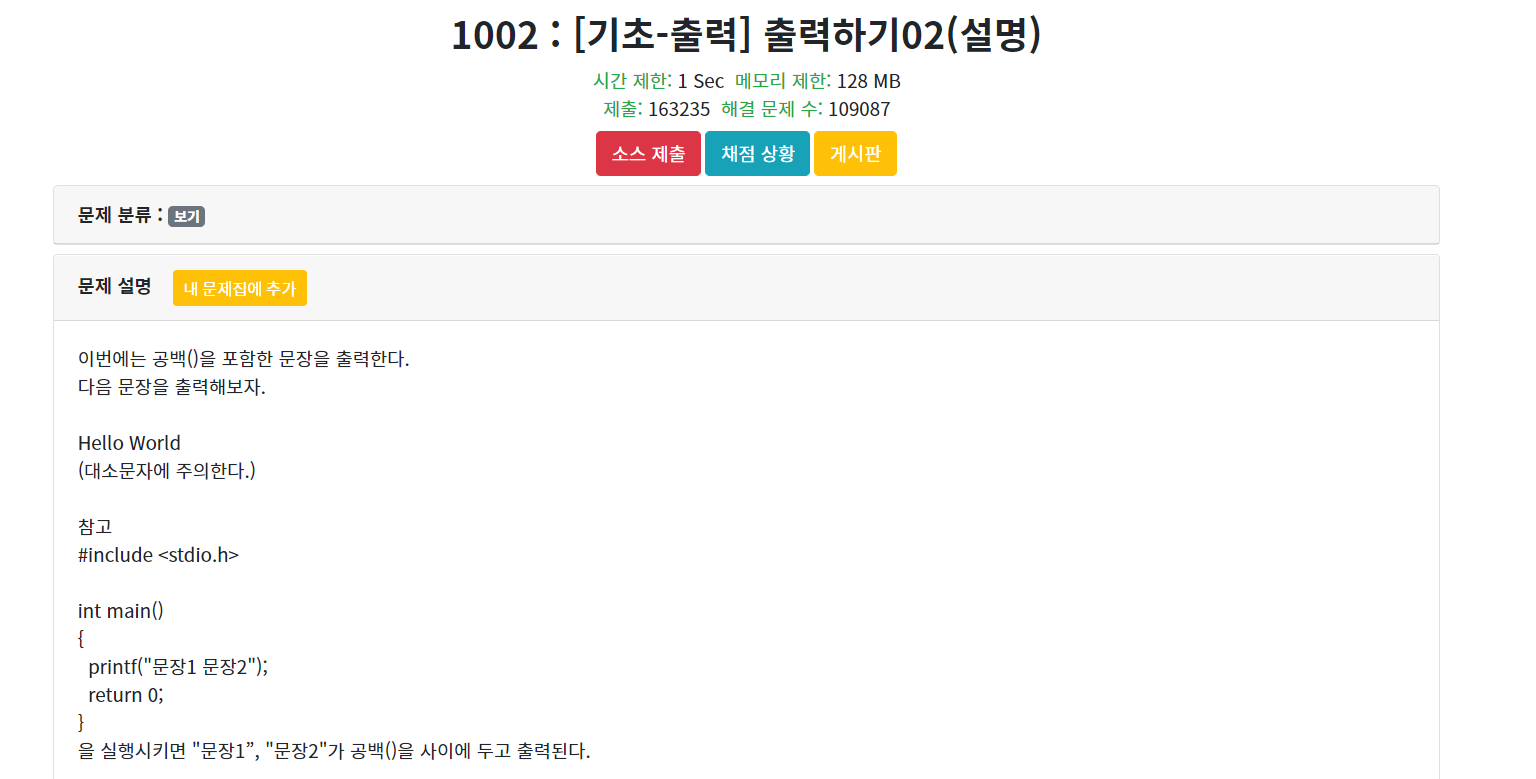 1002 : [기초-출력] 출력하기02(설명)
시간 제한: 1 Sec 메모리 제한: 128 MB
제출: 163235 해결 문제 수: 109087
소스 제출 채점 상황 게시판
문제 분류 : 보기
문제 설명 내 문제집에 추가
이번에는 공백()을 포함한 문장을 출력한다.
다음 문장을 출력해보자.
Hello World
(대소문자에 주의한다.)
참고
#include <stdio.h>
int main()
{
printf("문장1 문장2");
return 0;
}
을 실행시키면 "문장1”, "문장2"가 공백()을 사이에 두고 출력된다.